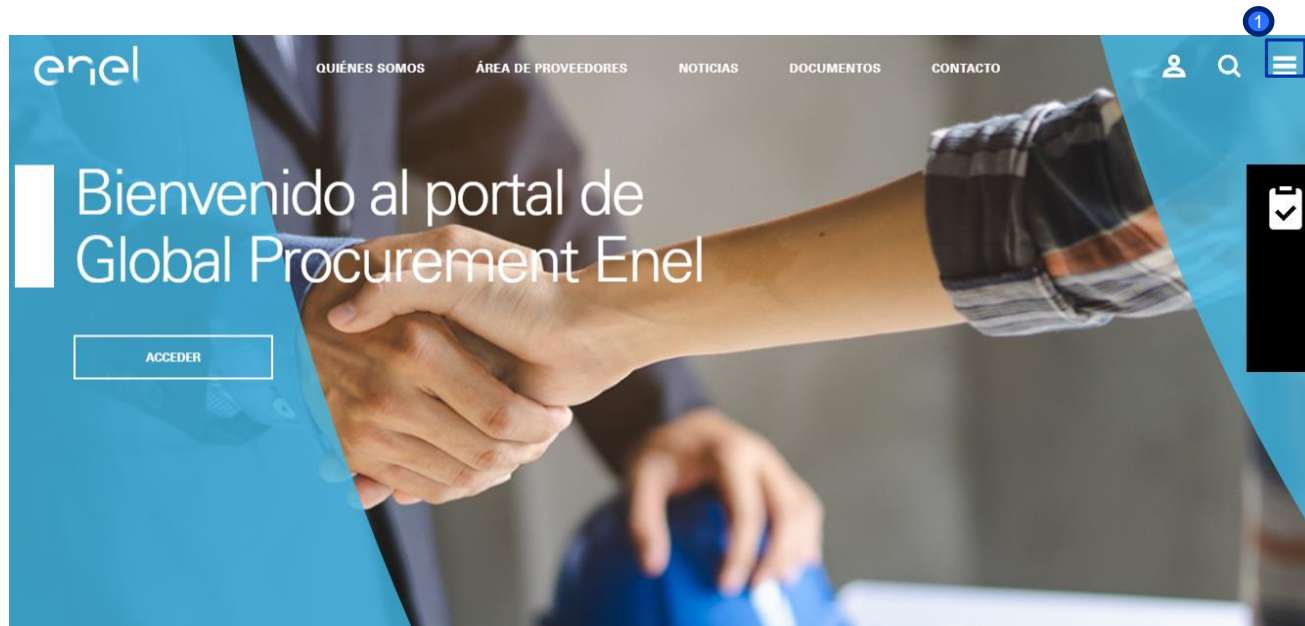 1
enel
QUIÉNES SOMOS ÁREA DE PROVEEDORES NOTICIAS DOCUMENTOS CONTACTO
Bienvenido al portal de
Global Procurement Enel
ACCEDER